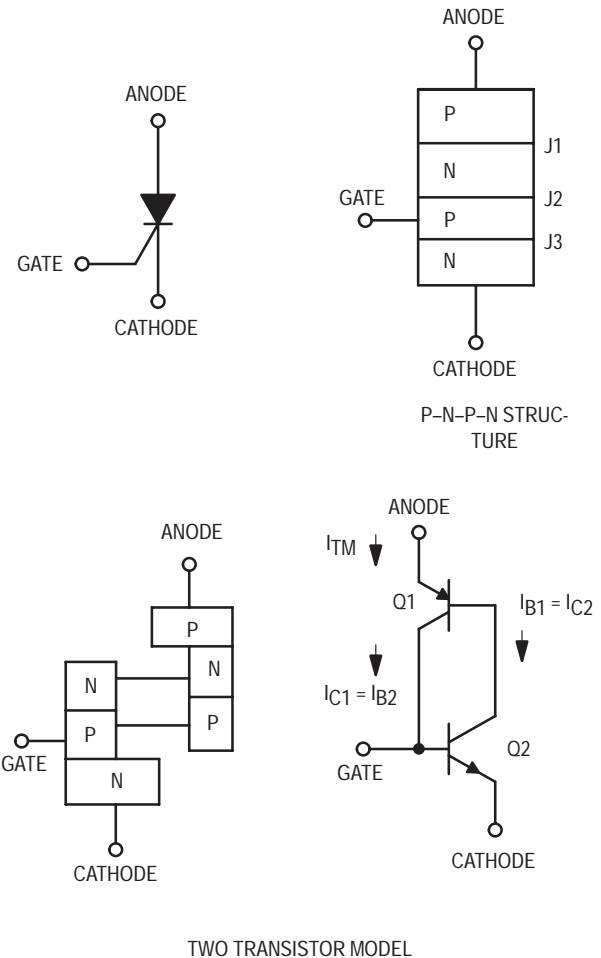 ANODE
GATE
CATHODE
ANODE
P
J1
N
J2
GATE
P
J3
N
CATHODE
P–N–P–N STRUC-
TURE
ANODE
P
N
N
P
P
GATE
N
CATHODE
ANODE
ITM
Q1
IB1 = IC2
IC1 = IB2
Q2
GATE
CATHODE
TWO TRANSISTOR MODEL